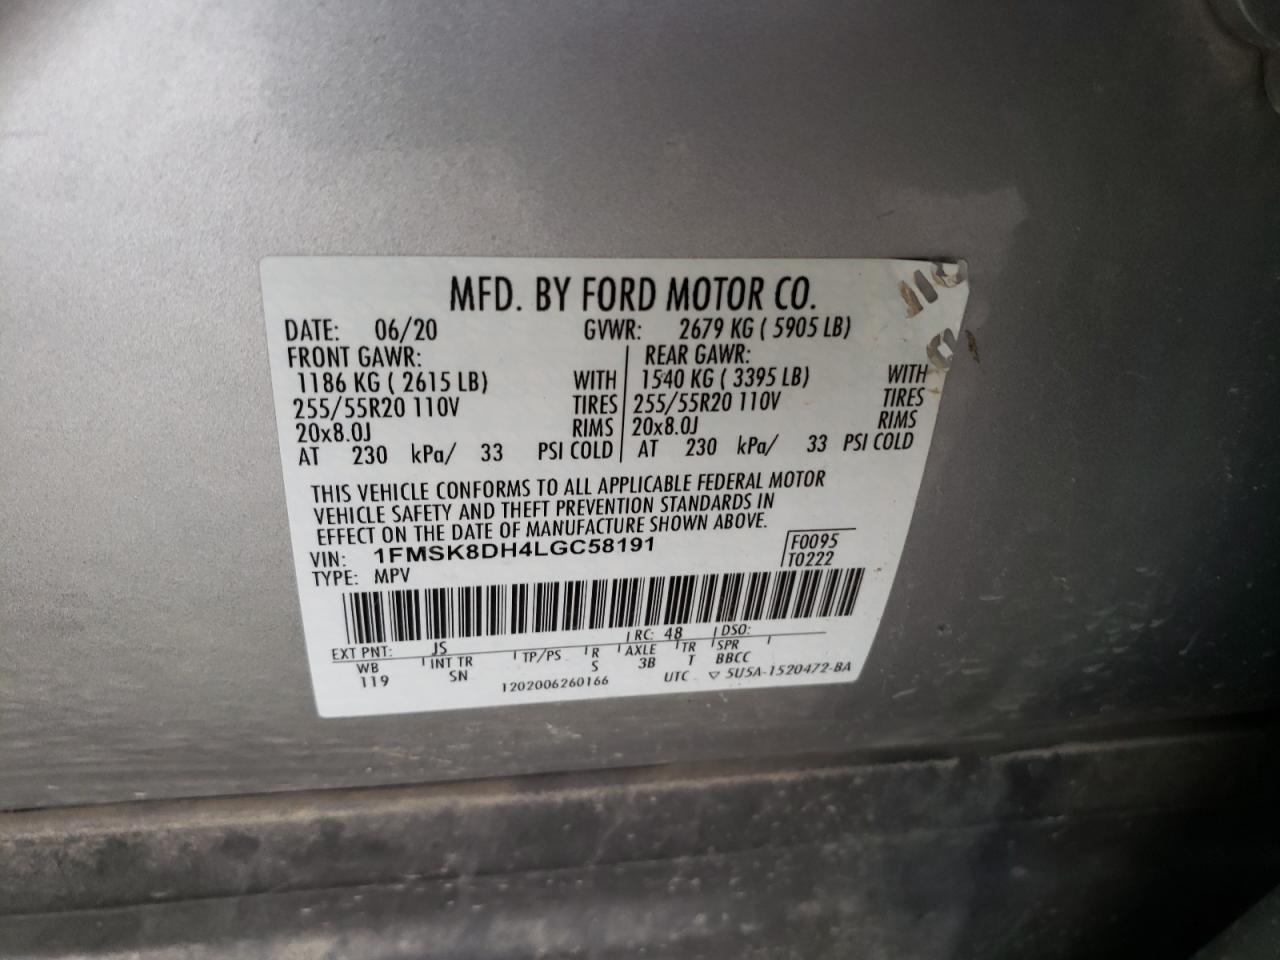 MFD. BY FORD MOTOR CO.
DATE: 06/20 GVWR: 2679 KG ( 5905 LB)
FRONT GAWR: REAR GAWR:
1186 KG ( 2615 LB) WITH 1540 KG ( 3395 LB) WITH
255/55R20 110V TIRES 255/55R20 110V TIRES
20x8.0J RIMS 20x8.0J RIMS
AT 230 kPa/ 33 PSI COLD AT 230 kPa/ 33 PSI COLD
THIS VEHICLE CONFORMS TO ALL APPLICABLE FEDERAL MOTOR
VEHICLE SAFETY AND THEFT PREVENTION STANDARDS IN
EFFECT ON THE DATE OF MANUFACTURE SHOWN ABOVE.
VIN: 1FMSK8DH4LGC58191 F0095
TYPE: MPV T0222
EXT PNT: JS RC: 48 DSO:
WB INT TR TP/PS R AXLE TR SPR
119 SN S 3B T BBCC
1202006260166 UTC ▽ 5U5A-1520472-BA